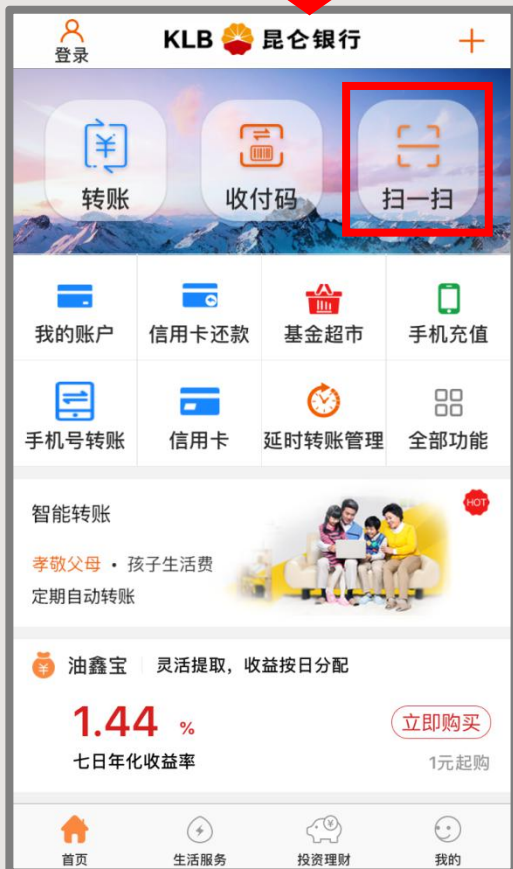 登录
KLB 昆仑银行
转账
收付码
扫一扫
我的账户
信用卡还款
基金超市
手机充值
手机号转账
信用卡
延时转账管理
全部功能
智能转账
HOT
孝敬父母 • 孩子生活费
定期自动转账
油鑫宝 灵活提取，收益按日分配
1.44 %
立即购买
七日年化收益率
1元起购
首页
生活服务
投资理财
我的